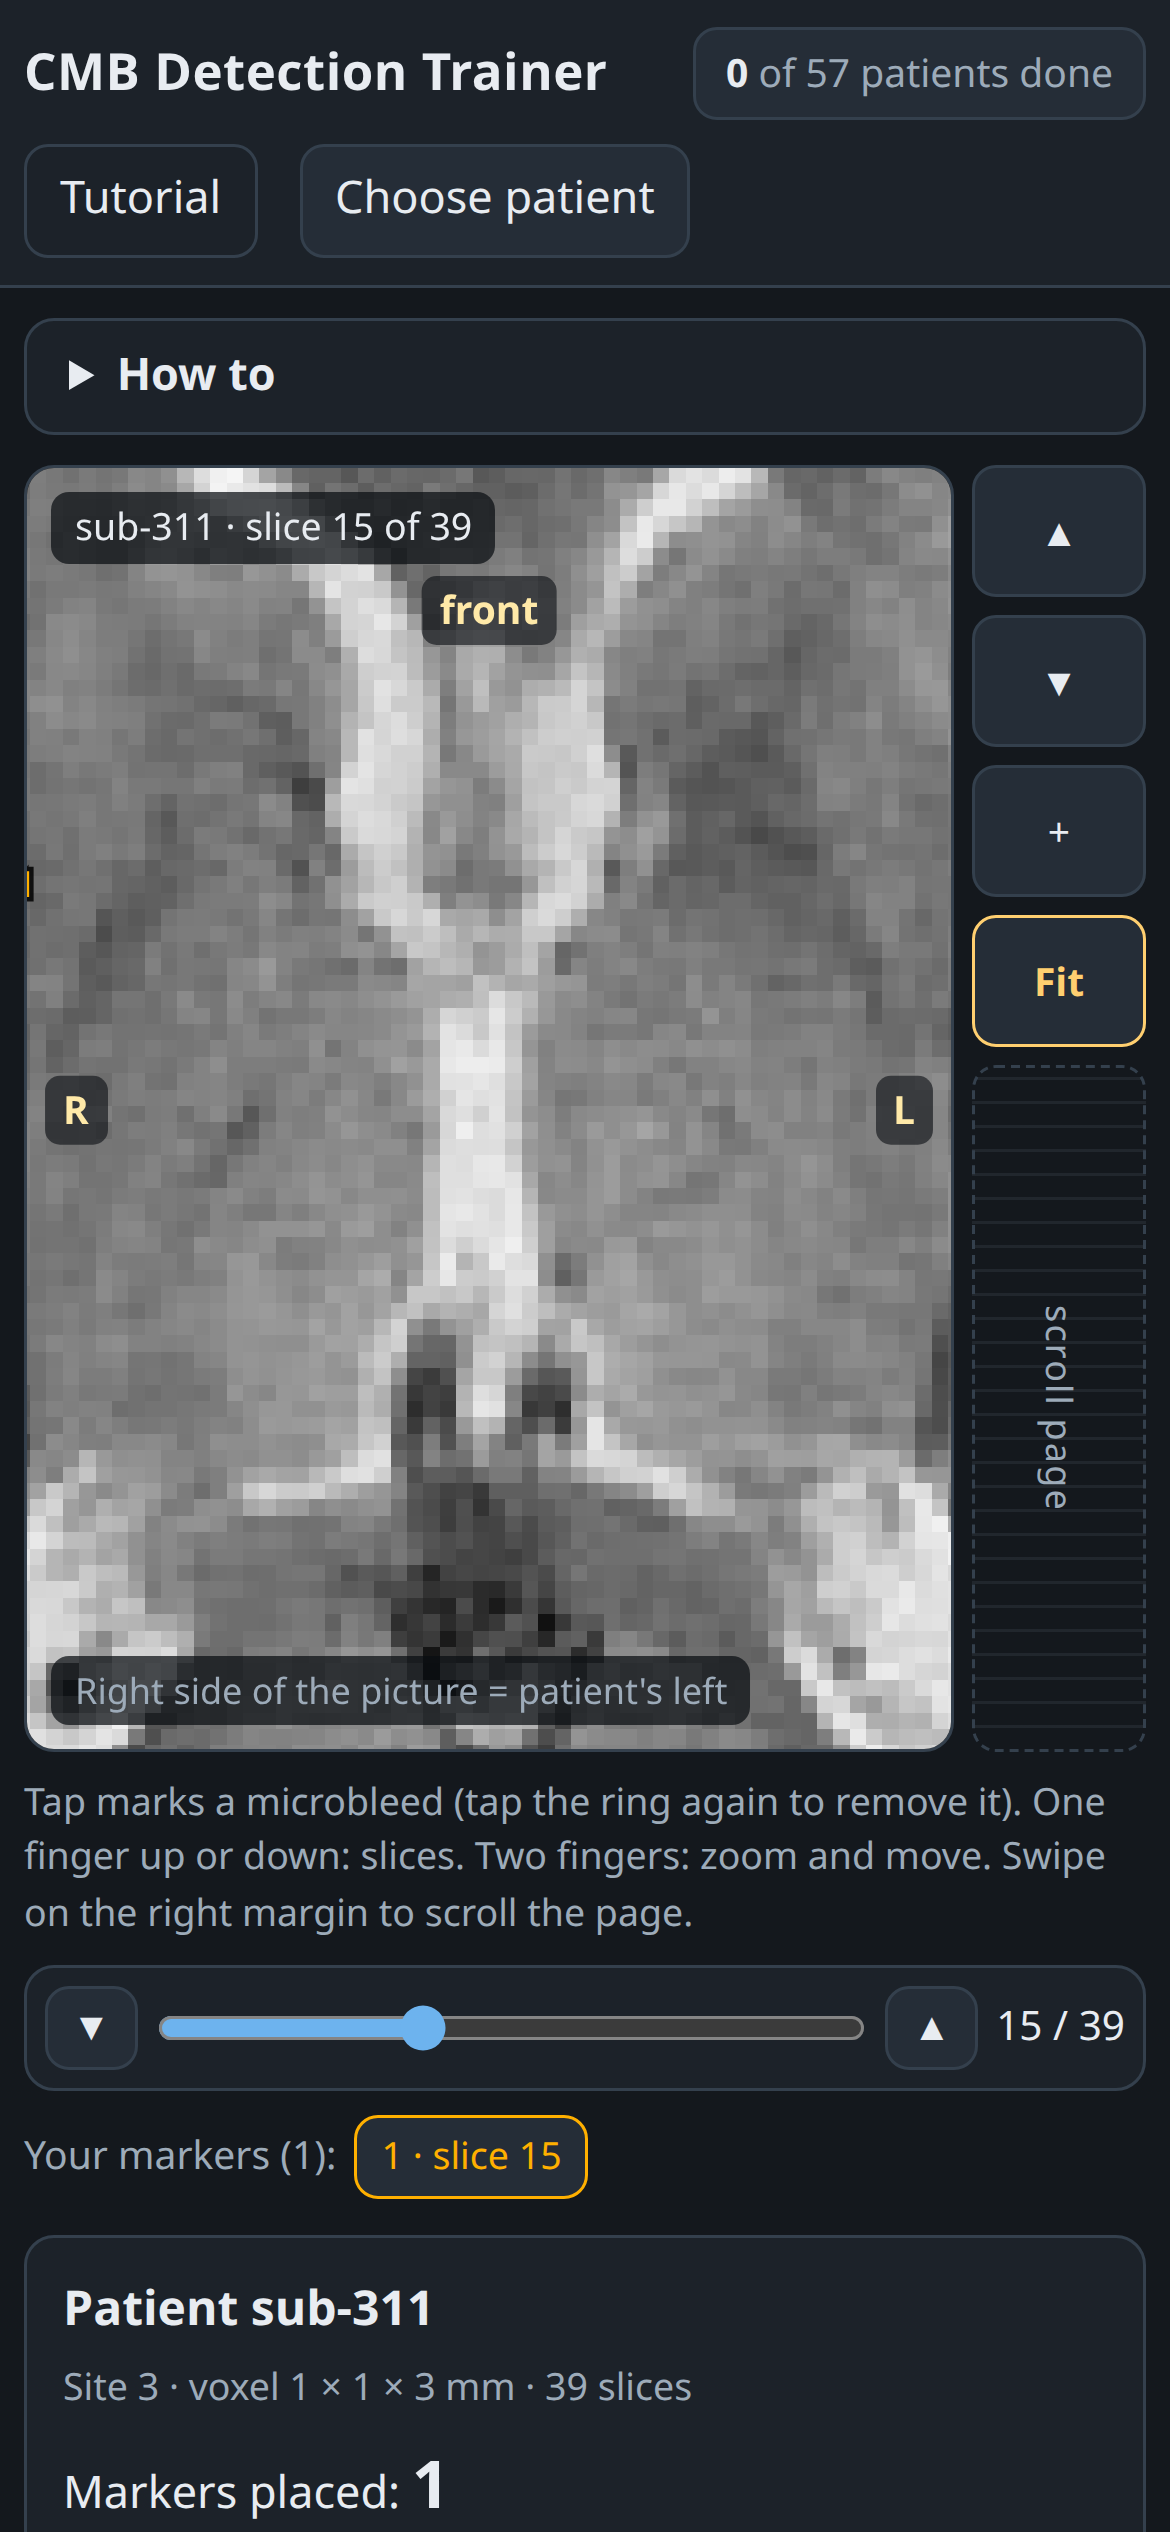 CMB Detection Trainer
0 of 57 patients done
Tutorial
Choose patient
▶ How to
sub-311 · slice 15 of 39
front
▲
▼
+
Fit
R
L
scroll page
Right side of the picture = patient's left
Tap marks a microbleed (tap the ring again to remove it). One
finger up or down: slices. Two fingers: zoom and move. Swipe
on the right margin to scroll the page.
▼ ▲ 15 / 39
Your markers (1): 1 · slice 15
Patient sub-311
Site 3 · voxel 1 × 1 × 3 mm · 39 slices
Markers placed: 1